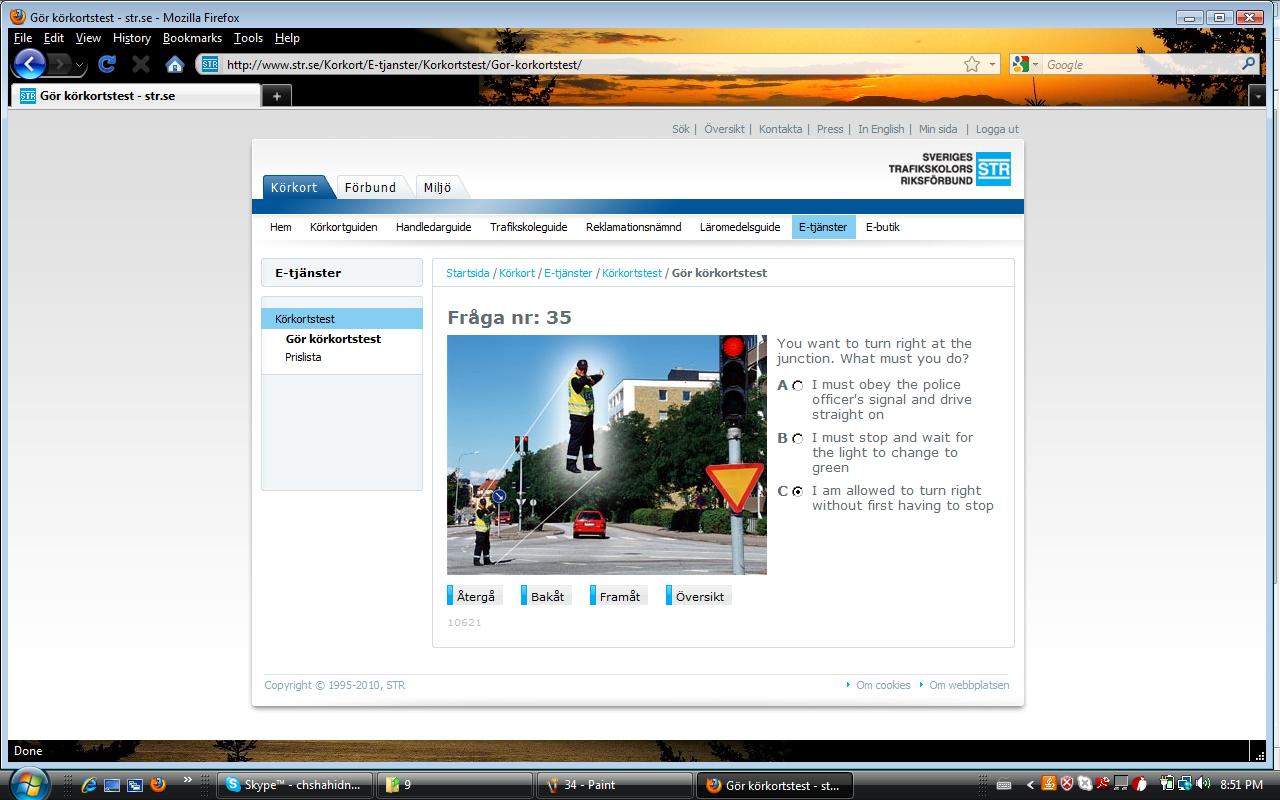 Gör körkortstest - str.se - Mozilla Firefox
File Edit View History Bookmarks Tools Help
STR http://www.str.se/Korkort/E-tjanster/Korkortstest/Gor-korkortstest/ Google
STR Gör körkortstest - str.se
Sök | Översikt | Kontakta | Press | In English | Min sida | Logga ut
SVERIGES
TRAFIKSKOLORS
RIKSFÖRBUND
STR
Körkort Förbund Miljö
Hem Körkortguiden Handledarguide Trafikskoleguide Reklamationsnämnd Läromedelsguide E-tjänster E-butik
E-tjänster
Körkortstest
Gör körkortstest
Prislista
Startsida / Körkort / E-tjänster / Körkortstest / Gör körkortstest
Fråga nr: 35
You want to turn right at the
junction. What must you do?
A I must obey the police
officer's signal and drive
straight on
B I must stop and wait for
the light to change to
green
C I am allowed to turn right
without first having to stop
Återgå Bakåt Framåt Översikt
10621
Copyright © 1995-2010, STR
Om cookies Om webbplatsen
Done
Skype™ - chshahidn... 9 34 - Paint Gör körkortstest - st... 8:51 PM